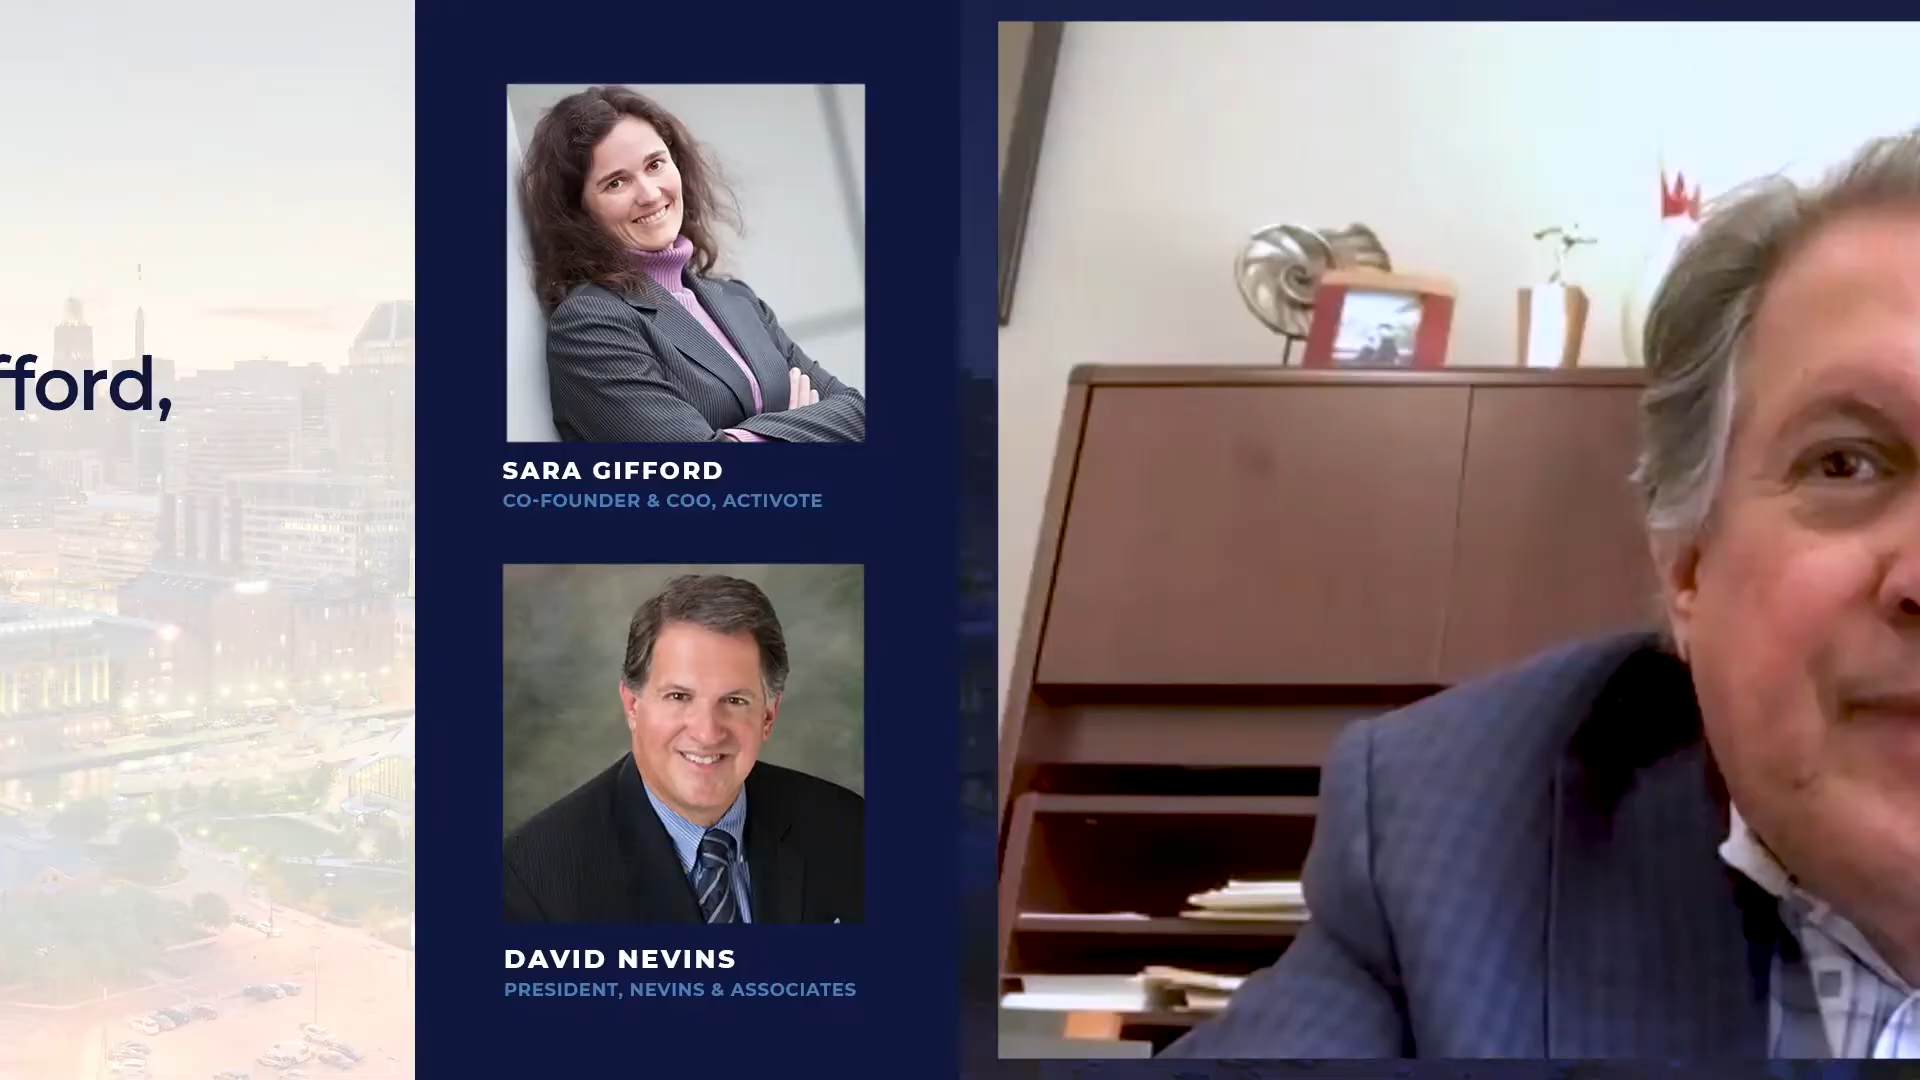 fford,
SARA GIFFORD
CO-FOUNDER & COO, ACTIVOTE
DAVID NEVINS
PRESIDENT, NEVINS & ASSOCIATES